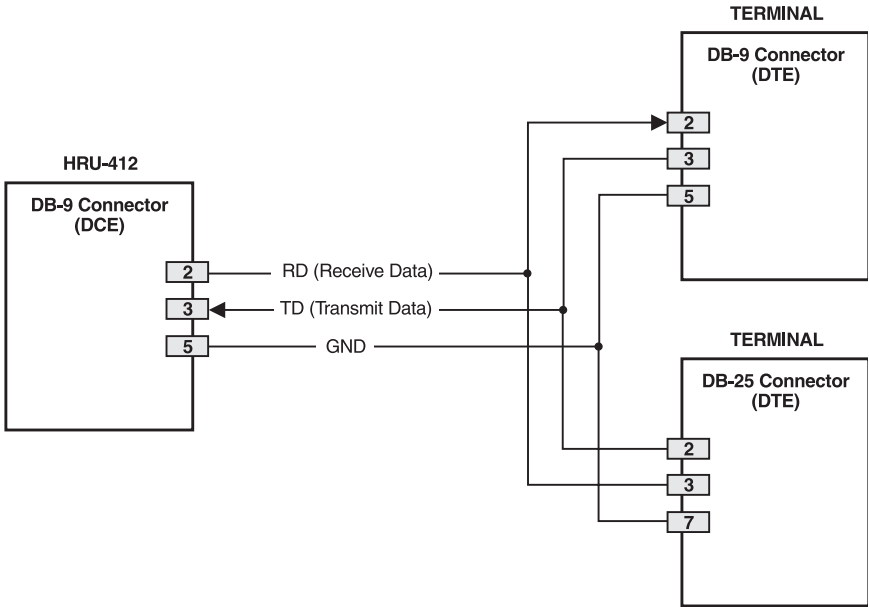 TERMINAL
DB-9 Connector
(DTE)
2
3
5
HRU-412
DB-9 Connector
(DCE)
2
RD (Receive Data)
3
TD (Transmit Data)
5
GND
TERMINAL
DB-25 Connector
(DTE)
2
3
7